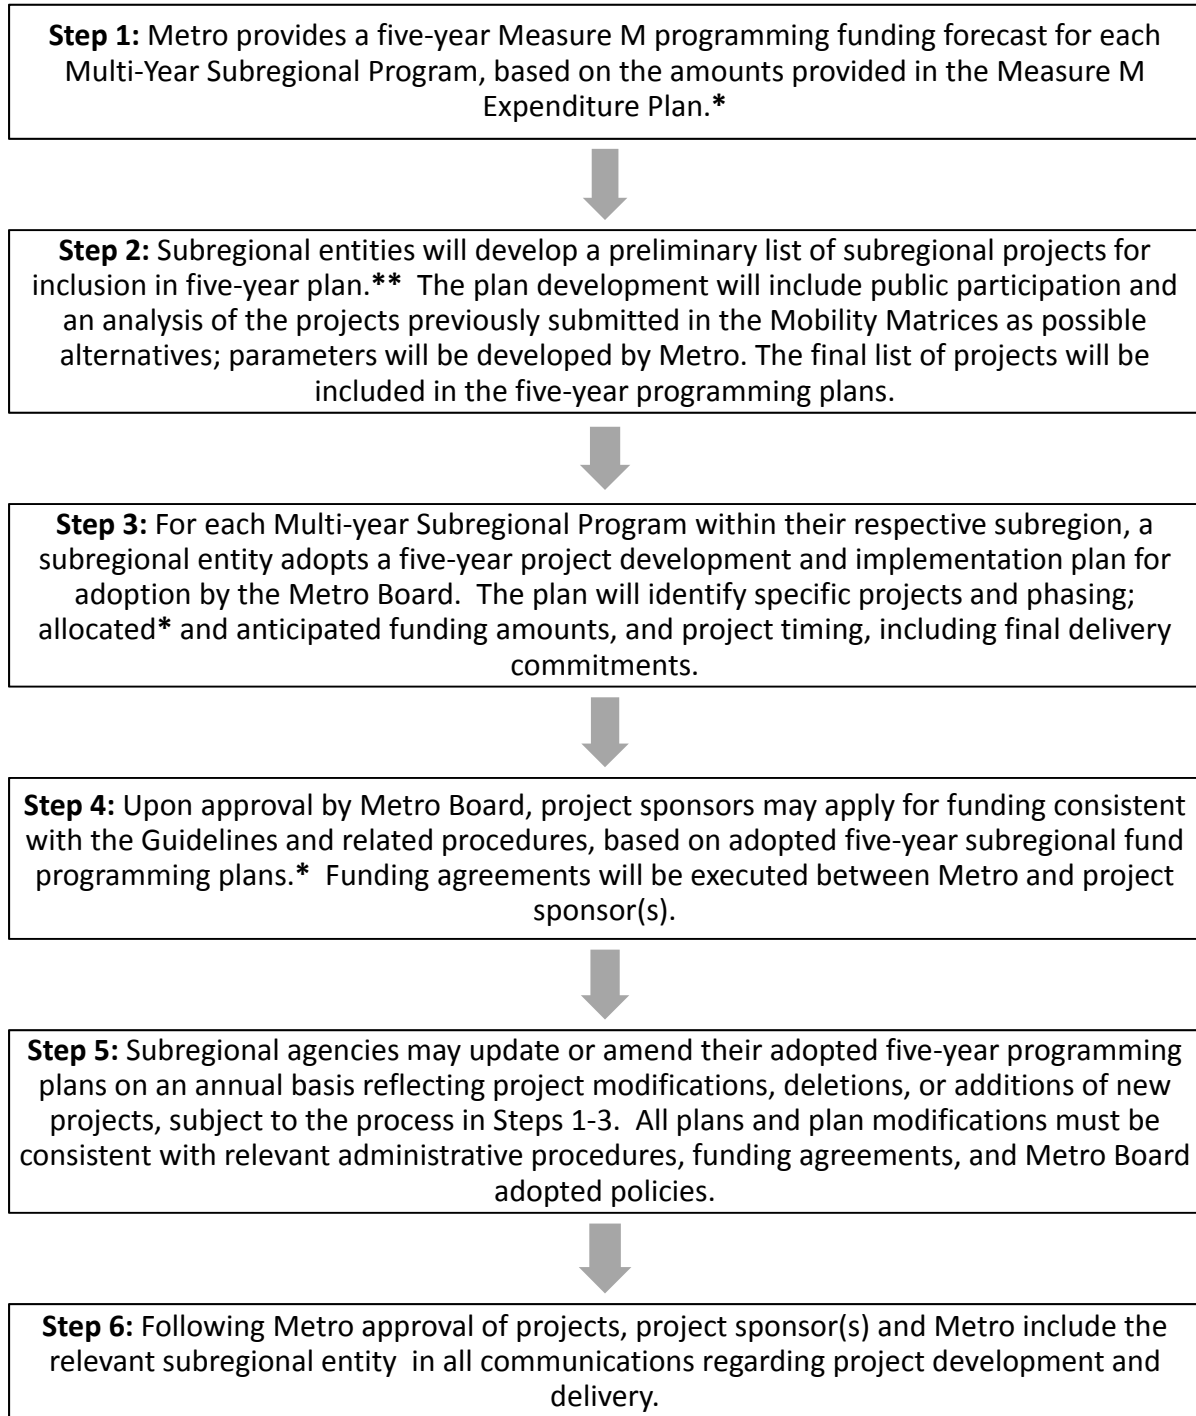 Step 1: Metro provides a five-year Measure M programming funding forecast for each
Multi-Year Subregional Program, based on the amounts provided in the Measure M
Expenditure Plan.*
Step 2: Subregional entities will develop a preliminary list of subregional projects for
inclusion in five-year plan.** The plan development will include public participation and
an analysis of the projects previously submitted in the Mobility Matrices as possible
alternatives; parameters will be developed by Metro. The final list of projects will be
included in the five-year programming plans.
Step 3: For each Multi-year Subregional Program within their respective subregion, a
subregional entity adopts a five-year project development and implementation plan for
adoption by the Metro Board. The plan will identify specific projects and phasing;
allocated* and anticipated funding amounts, and project timing, including final delivery
commitments.
Step 4: Upon approval by Metro Board, project sponsors may apply for funding consistent
with the Guidelines and related procedures, based on adopted five-year subregional fund
programming plans.* Funding agreements will be executed between Metro and project
sponsor(s).
Step 5: Subregional agencies may update or amend their adopted five-year programming
plans on an annual basis reflecting project modifications, deletions, or additions of new
projects, subject to the process in Steps 1-3. All plans and plan modifications must be
consistent with relevant administrative procedures, funding agreements, and Metro Board
adopted policies.
Step 6: Following Metro approval of projects, project sponsor(s) and Metro include the
relevant subregional entity in all communications regarding project development and
delivery.